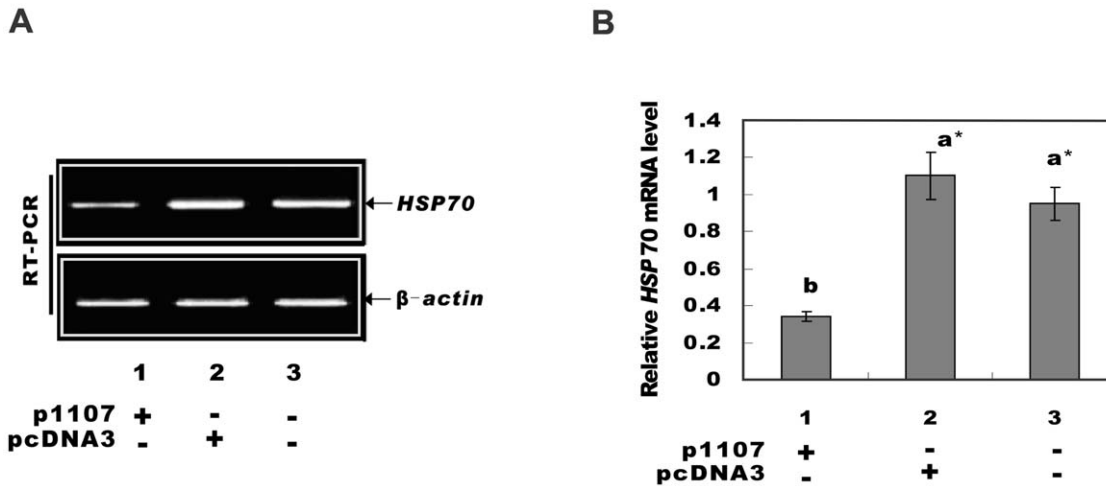 A
RT-PCR
HSP70
β-actin
1 2 3
p1107 + - -
pcDNA3 - + -
B
Relative HSP70 mRNA level
1.4
1.2
1
0.8
0.6
0.4
0.2
0
b
a*
a*
1 2 3
p1107 + - -
pcDNA3 - + -